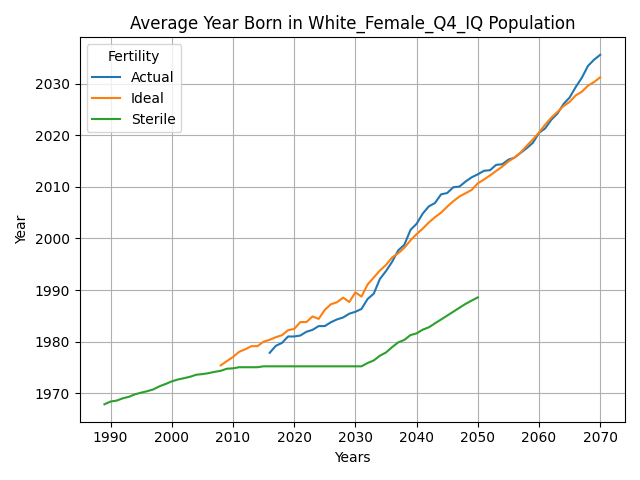 Average Year Born in White_Female_Q4_IQ Population
Fertility
Actual
Ideal
Sterile
Year
2030
2020
2010
2000
1990
1980
1970
1990 2000 2010 2020 2030 2040 2050 2060 2070
Years